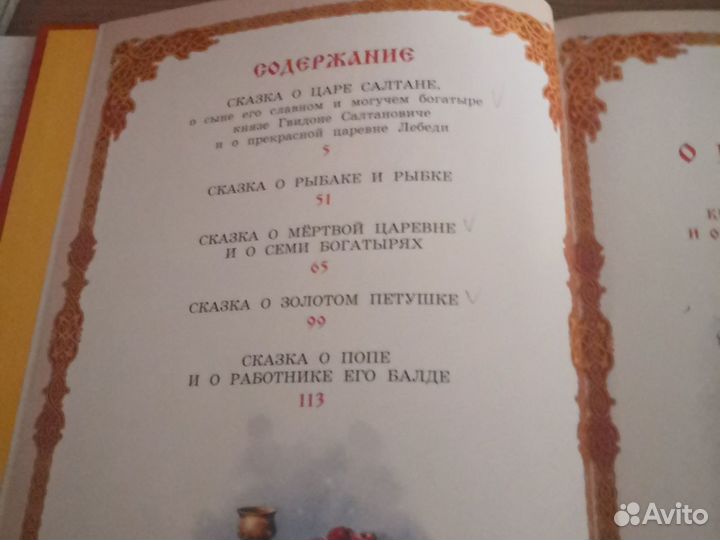 СОДЕРЖАНИЕ
СКАЗКА О ЦАРЕ САЛТАНЕ,
о сыне его славном и могучем богатыре
князе Гвидоне Салтановиче
и о прекрасной царевне Лебеди
5
СКАЗКА О РЫБАКЕ И РЫБКЕ
51
СКАЗКА О МЁРТВОЙ ЦАРЕВНЕ
И О СЕМИ БОГАТЫРЯХ
65
СКАЗКА О ЗОЛОТОМ ПЕТУШКЕ
99
СКАЗКА О ПОПЕ
И О РАБОТНИКЕ ЕГО БАЛДЕ
113
О
и о
Avito